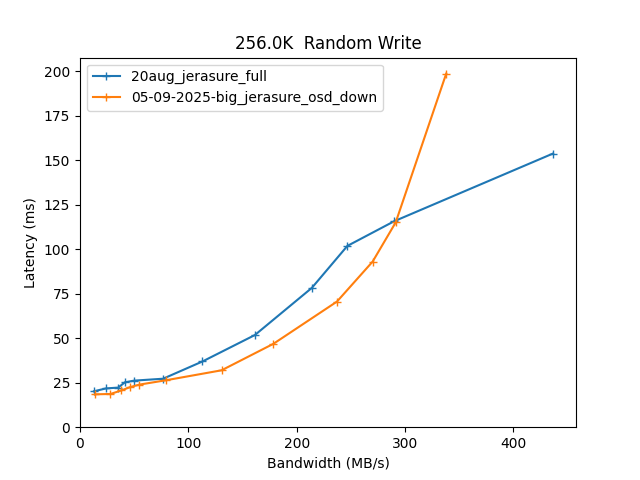 256.0K  Random Write
20aug_jerasure_full
05-09-2025-big_jerasure_osd_down
Latency (ms)
200
175
150
125
100
75
50
25
0
0 100 200 300 400
Bandwidth (MB/s)